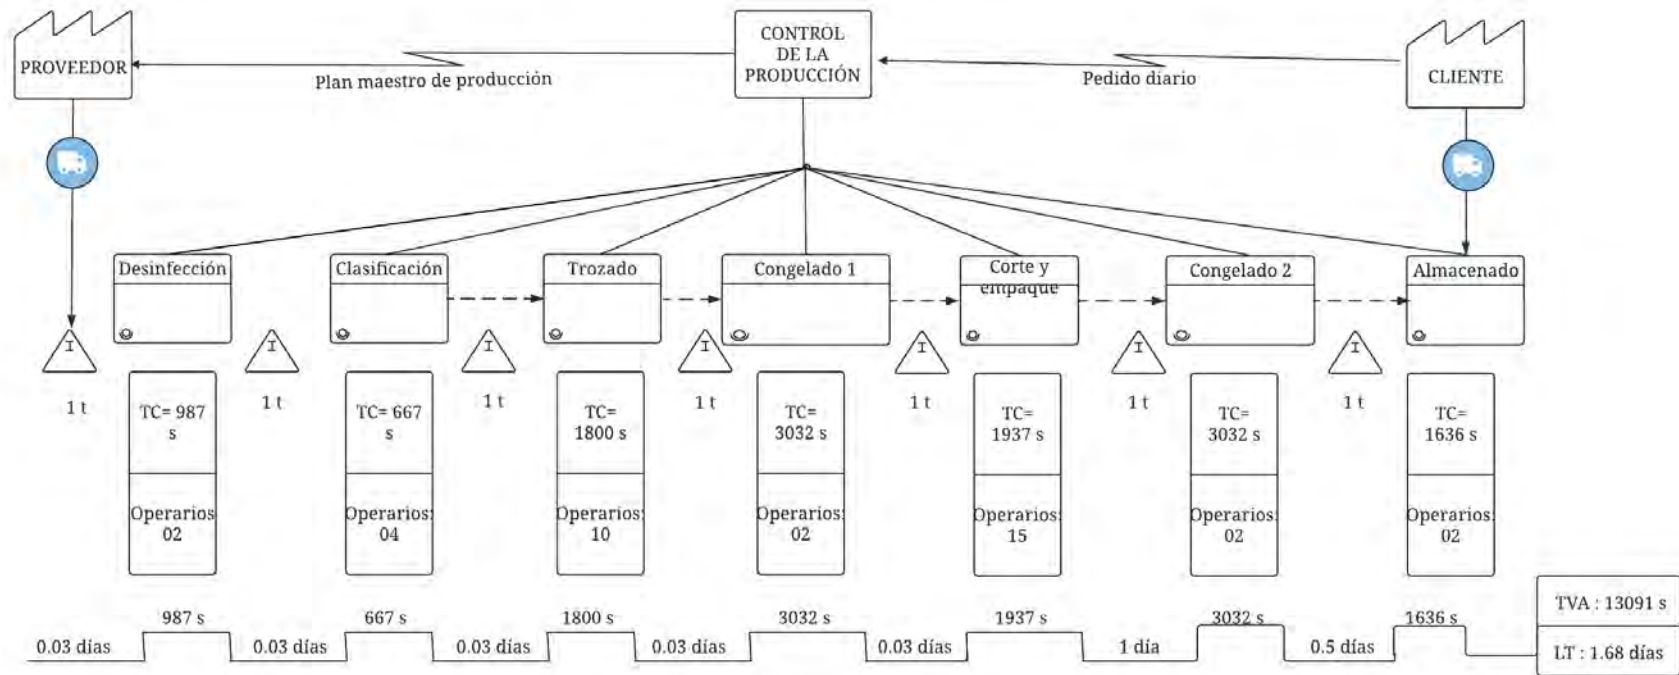 PROVEEDOR
Plan maestro de producción
CONTROL
DE LA
PRODUCCIÓN
Pedido diario
CLIENTE
Desinfección
Clasificación
Trozado
Congelado 1
Corte y
empaque
Congelado 2
Almacenado
I
I
I
I
I
I
I
1 t
1 t
1 t
1 t
1 t
1 t
1 t
TC= 987
s
TC= 667
s
TC=
1800 s
TC=
3032 s
TC=
1937 s
TC=
3032 s
TC=
1636 s
Operarios:
02
Operarios:
04
Operarios:
10
Operarios:
02
Operarios:
15
Operarios:
02
Operarios:
02
0.03 días
987 s
0.03 días
667 s
0.03 días
1800 s
0.03 días
3032 s
0.03 días
1937 s
1 día
3032 s
0.5 días
1636 s
TVA : 13091 s
LT : 1.68 días